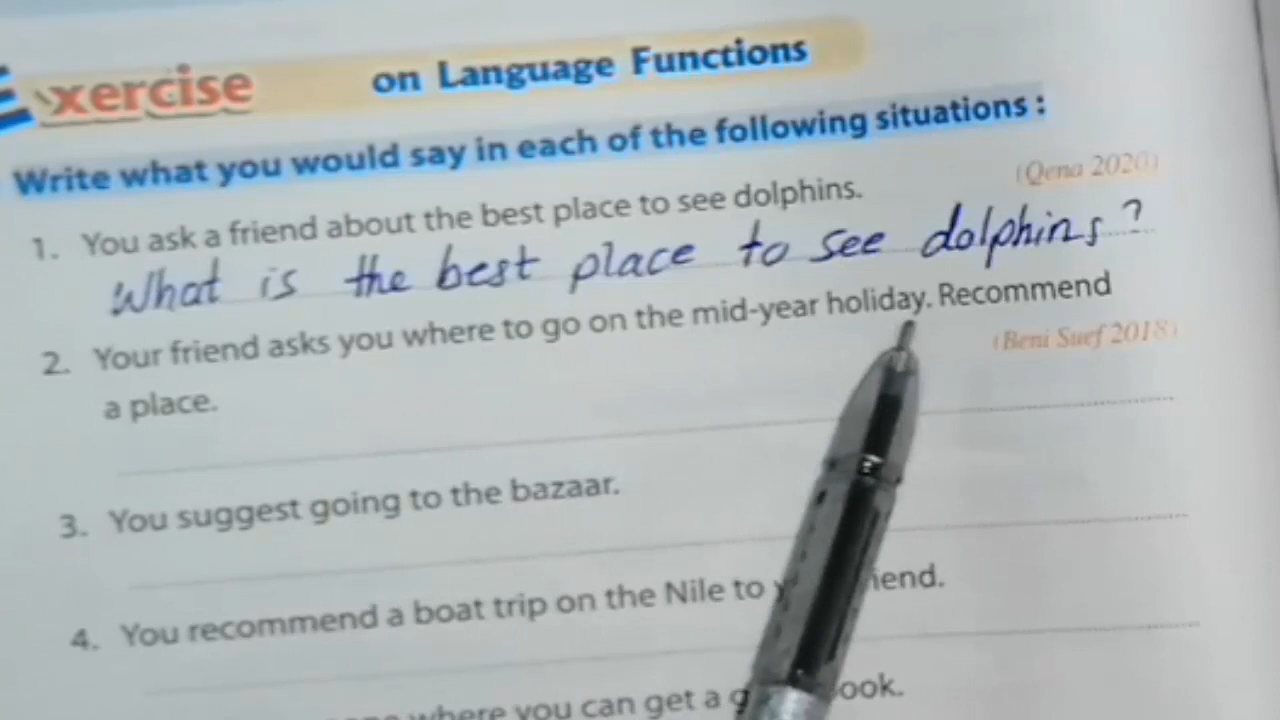 Exercise on Language Functions
Write what you would say in each of the following situations :
1. You ask a friend about the best place to see dolphins. (Qena 2020)
What is the best place to see dolphins?
2. Your friend asks you where to go on the mid-year holiday. Recommend
a place. (Beni Suef 2018)
3. You suggest going to the bazaar.
4. You recommend a boat trip on the Nile to
where you can get a